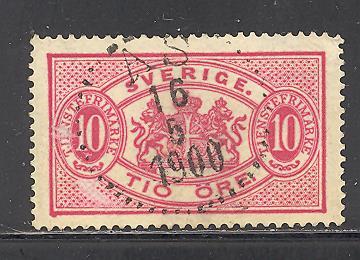 SVERIGE.
TJENSTEFRIMÄRKE
10
16
5
1900
TJENSTEFRIMÄRKE
10
TIO ÖRE